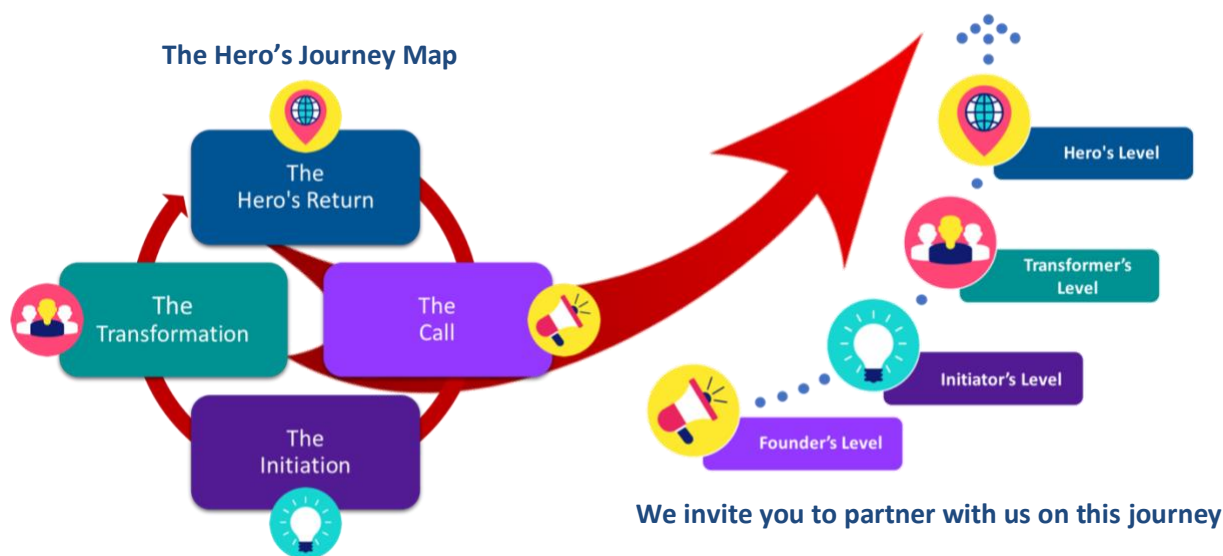 The Hero’s Journey Map
The
Hero's Return
The
Transformation
The
Call
The
Initiation
Hero's Level
Transformer’s
Level
Initiator’s Level
Founder’s Level
We invite you to partner with us on this journey